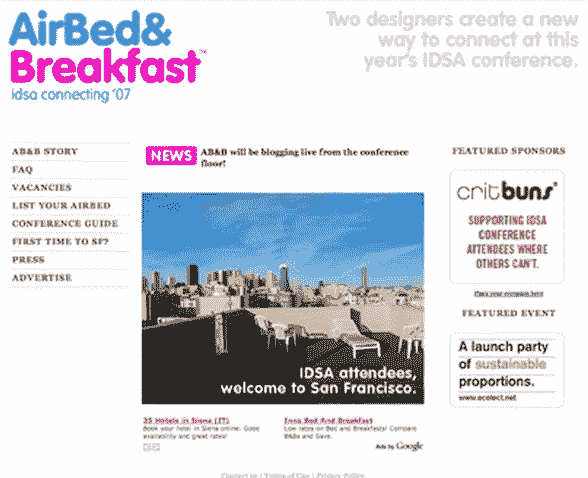 AirBed&
Breakfast™
idsa connecting '07
Two designers create a new
way to connect at this
year's IDSA conference.
AB&B STORY
FAQ
VACANCIES
LIST YOUR AIRBED
CONFERENCE GUIDE
FIRST TIME TO SF?
PRESS
ADVERTISE
NEWS AB&B will be blogging live from the conference
floor!
IDSA attendees,
welcome to San Francisco.
25 Hotels in Siena (IT)
Book your hotel in Siena online. Good
availability and great rates!
Inns Bed And Breakfast
Low rates on Bed and Breakfasts! Compare
B&Bs and Save.
Ads by Google
FEATURED SPONSORS
critbuns
SUPPORTING IDSA
CONFERENCE
ATTENDEES WHERE
OTHERS CAN'T.
Place your company here
FEATURED EVENT
A launch party
of sustainable
proportions.
www.ecolect.net
Contact us | Terms of Use | Privacy Policy